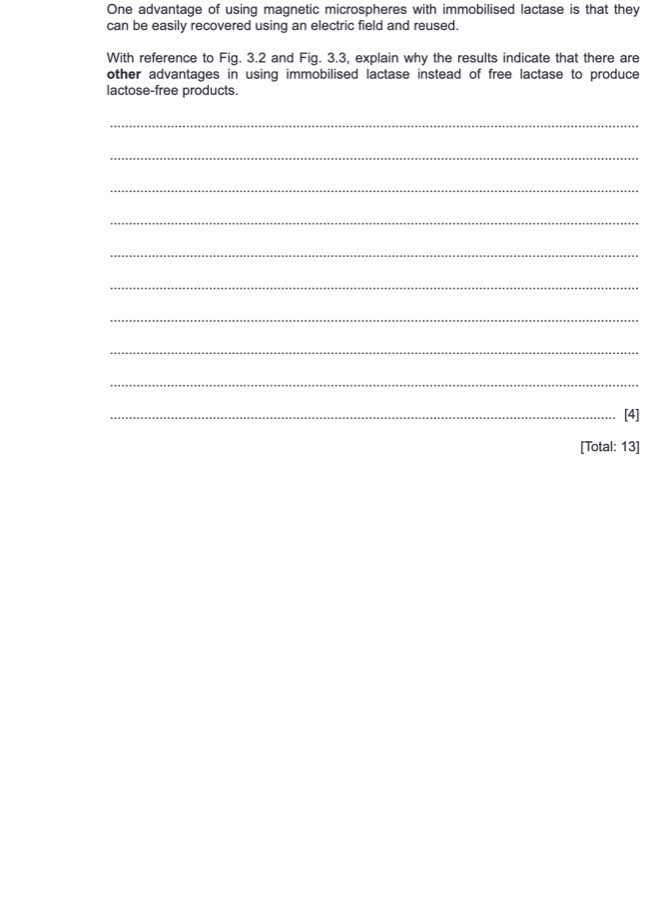 One advantage of using magnetic microspheres with immobilised lactase is that they
can be easily recovered using an electric field and reused.
With reference to Fig. 3.2 and Fig. 3.3, explain why the results indicate that there are
other advantages in using immobilised lactase instead of free lactase to produce
lactose-free products.
[4]
[Total: 13]